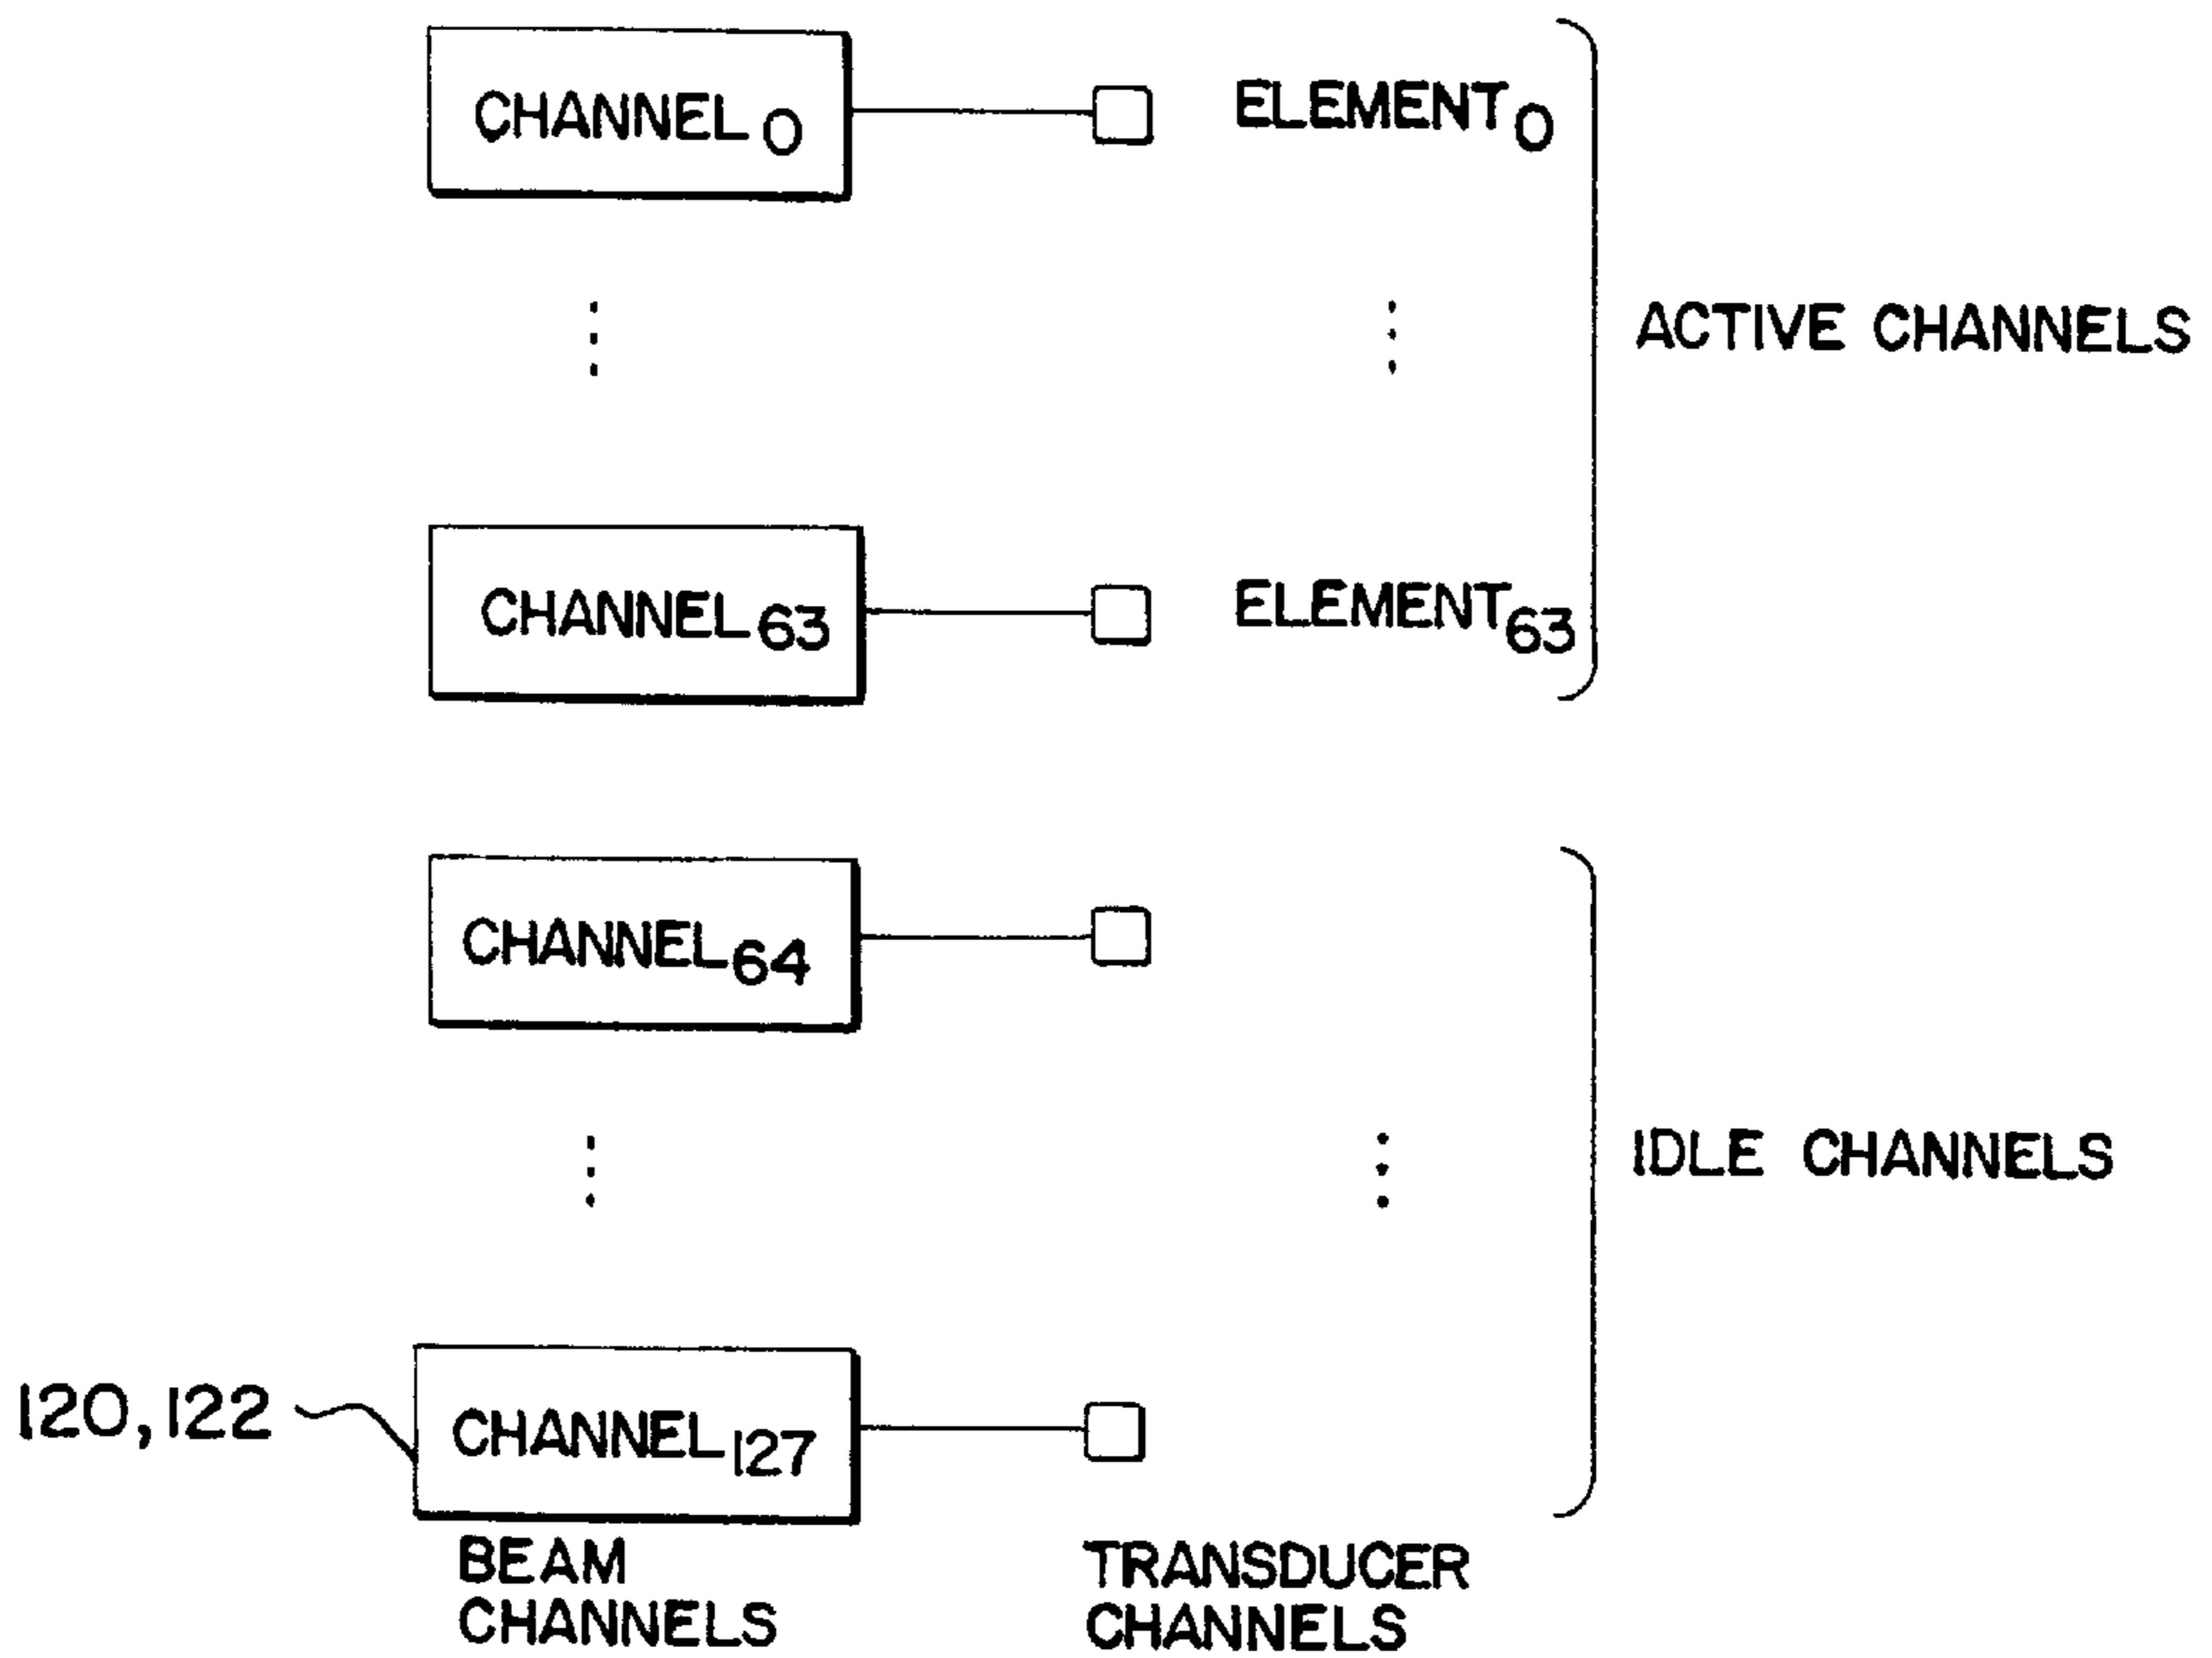 CHANNEL0 ELEMENT0
ACTIVE CHANNELS
CHANNEL63 ELEMENT63
CHANNEL64
IDLE CHANNELS
120,122 CHANNEL127
BEAM CHANNELS
TRANSDUCER CHANNELS